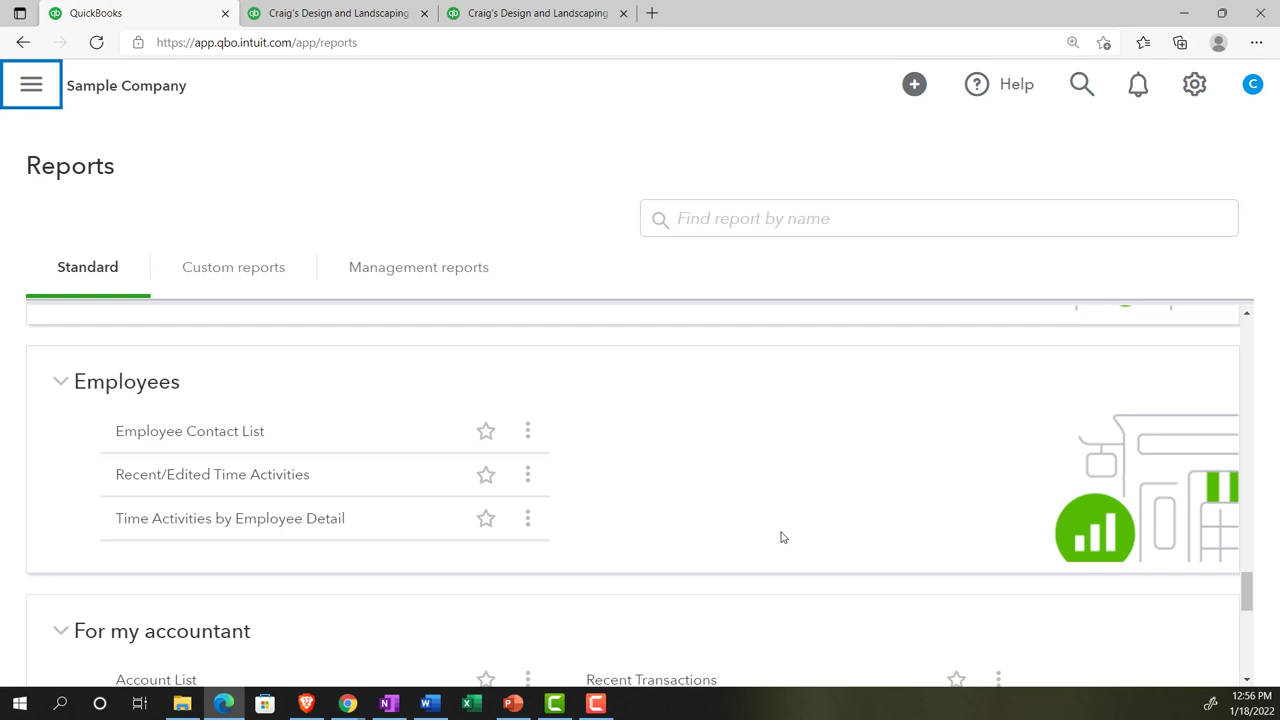 QuickBooks
Craig's Design and Landscaping
Craig's Design and Landscaping
https://app.qbo.intuit.com/app/reports
Sample Company
Help
C
Reports
Find report by name
Standard
Custom reports
Management reports
Employees
Employee Contact List
Recent/Edited Time Activities
Time Activities by Employee Detail
For my accountant
Account List
Recent Transactions
12:56 PM
1/18/2022